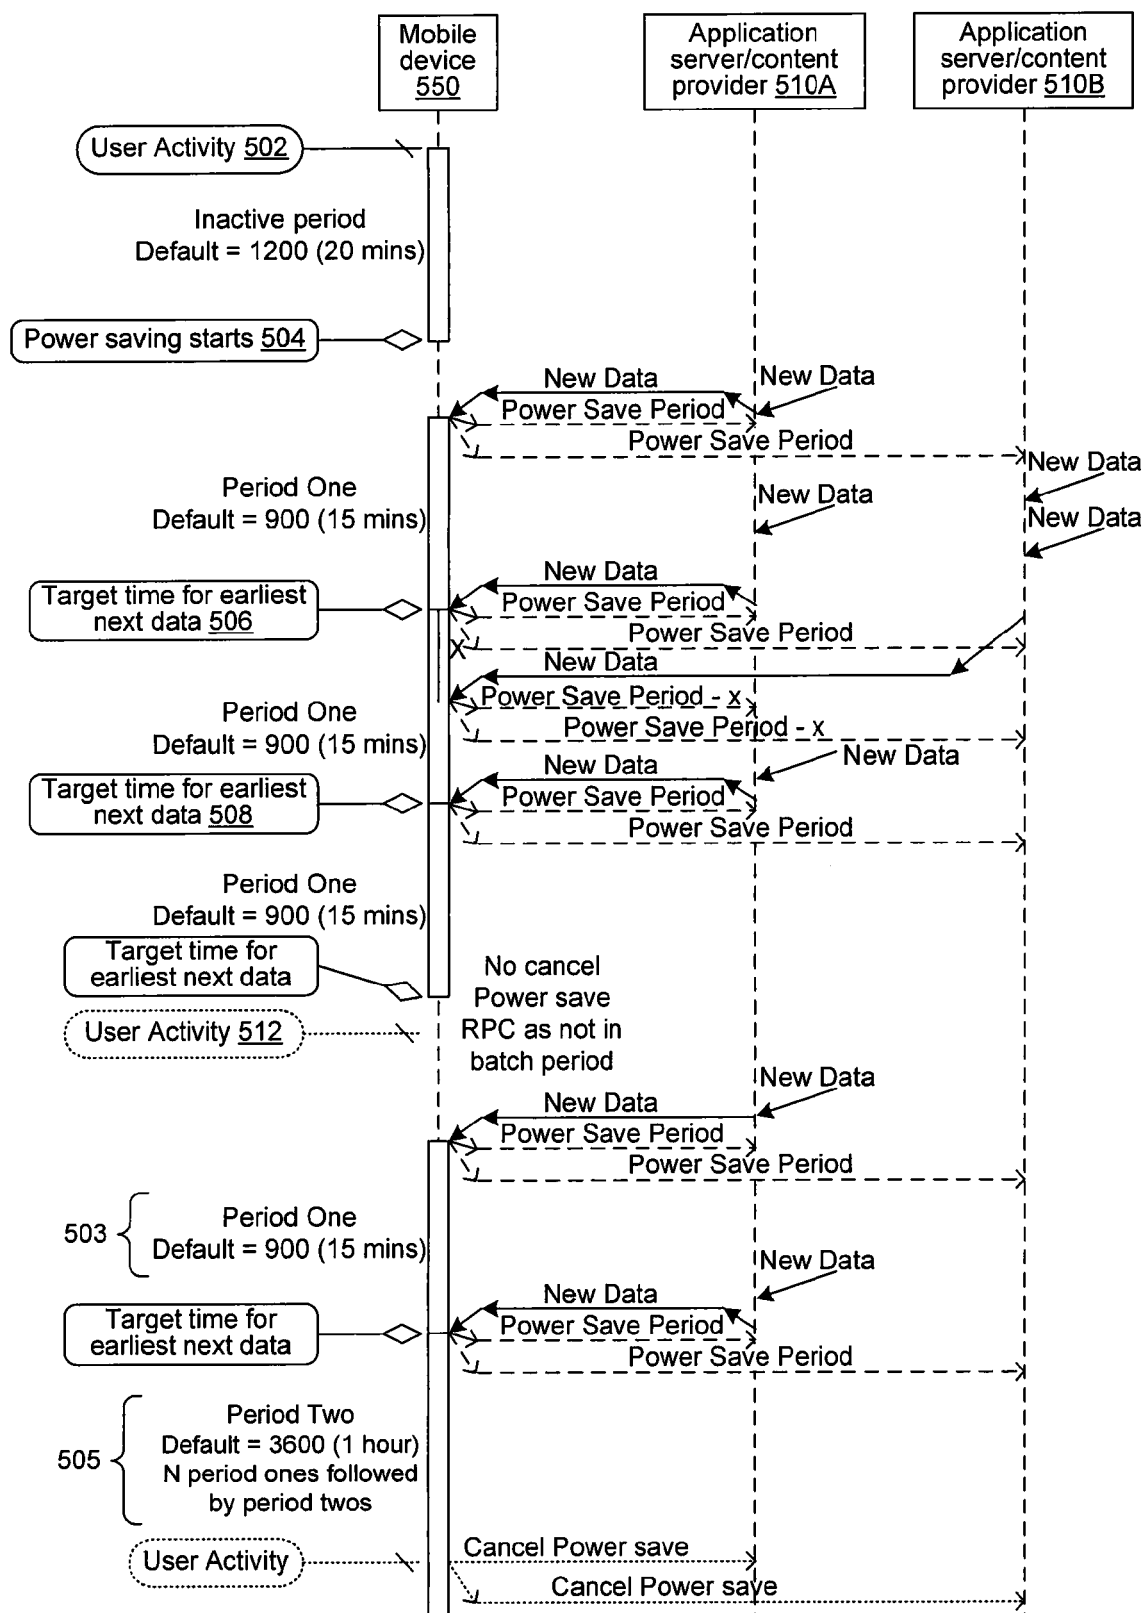 Mobile
device
550
Application
server/content
provider 510A
Application
server/content
provider 510B
User Activity 502
Inactive period
Default = 1200 (20 mins)
Power saving starts 504
New Data
New Data
Power Save Period
Power Save Period
New Data
Period One
Default = 900 (15 mins)
New Data
New Data
Target time for earliest
next data 506
New Data
Power Save Period
Power Save Period
X
New Data
Power Save Period - x
Power Save Period - x
Period One
Default = 900 (15 mins)
New Data
Target time for earliest
next data 508
New Data
Power Save Period
Power Save Period
Period One
Default = 900 (15 mins)
Target time for
earliest next data
No cancel
Power save
RPC as not in
batch period
User Activity 512
New Data
New Data
Power Save Period
Power Save Period
503
Period One
Default = 900 (15 mins)
New Data
Target time for
earliest next data
New Data
Power Save Period
Power Save Period
505
Period Two
Default = 3600 (1 hour)
N period ones followed
by period twos
User Activity
Cancel Power save
Cancel Power save